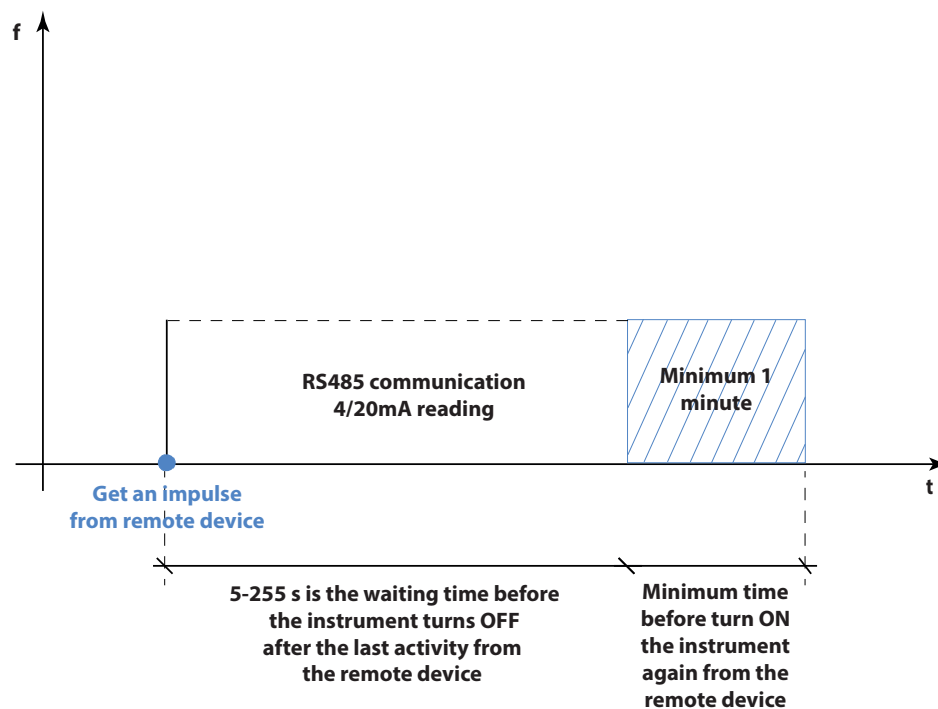 f
RS485 communication
4/20mA reading
Minimum 1
minute
t
Get an impulse
from remote device
5-255 s is the waiting time before
the instrument turns OFF
after the last activity from
the remote device
Minimum time
before turn ON
the instrument
again from the
remote device